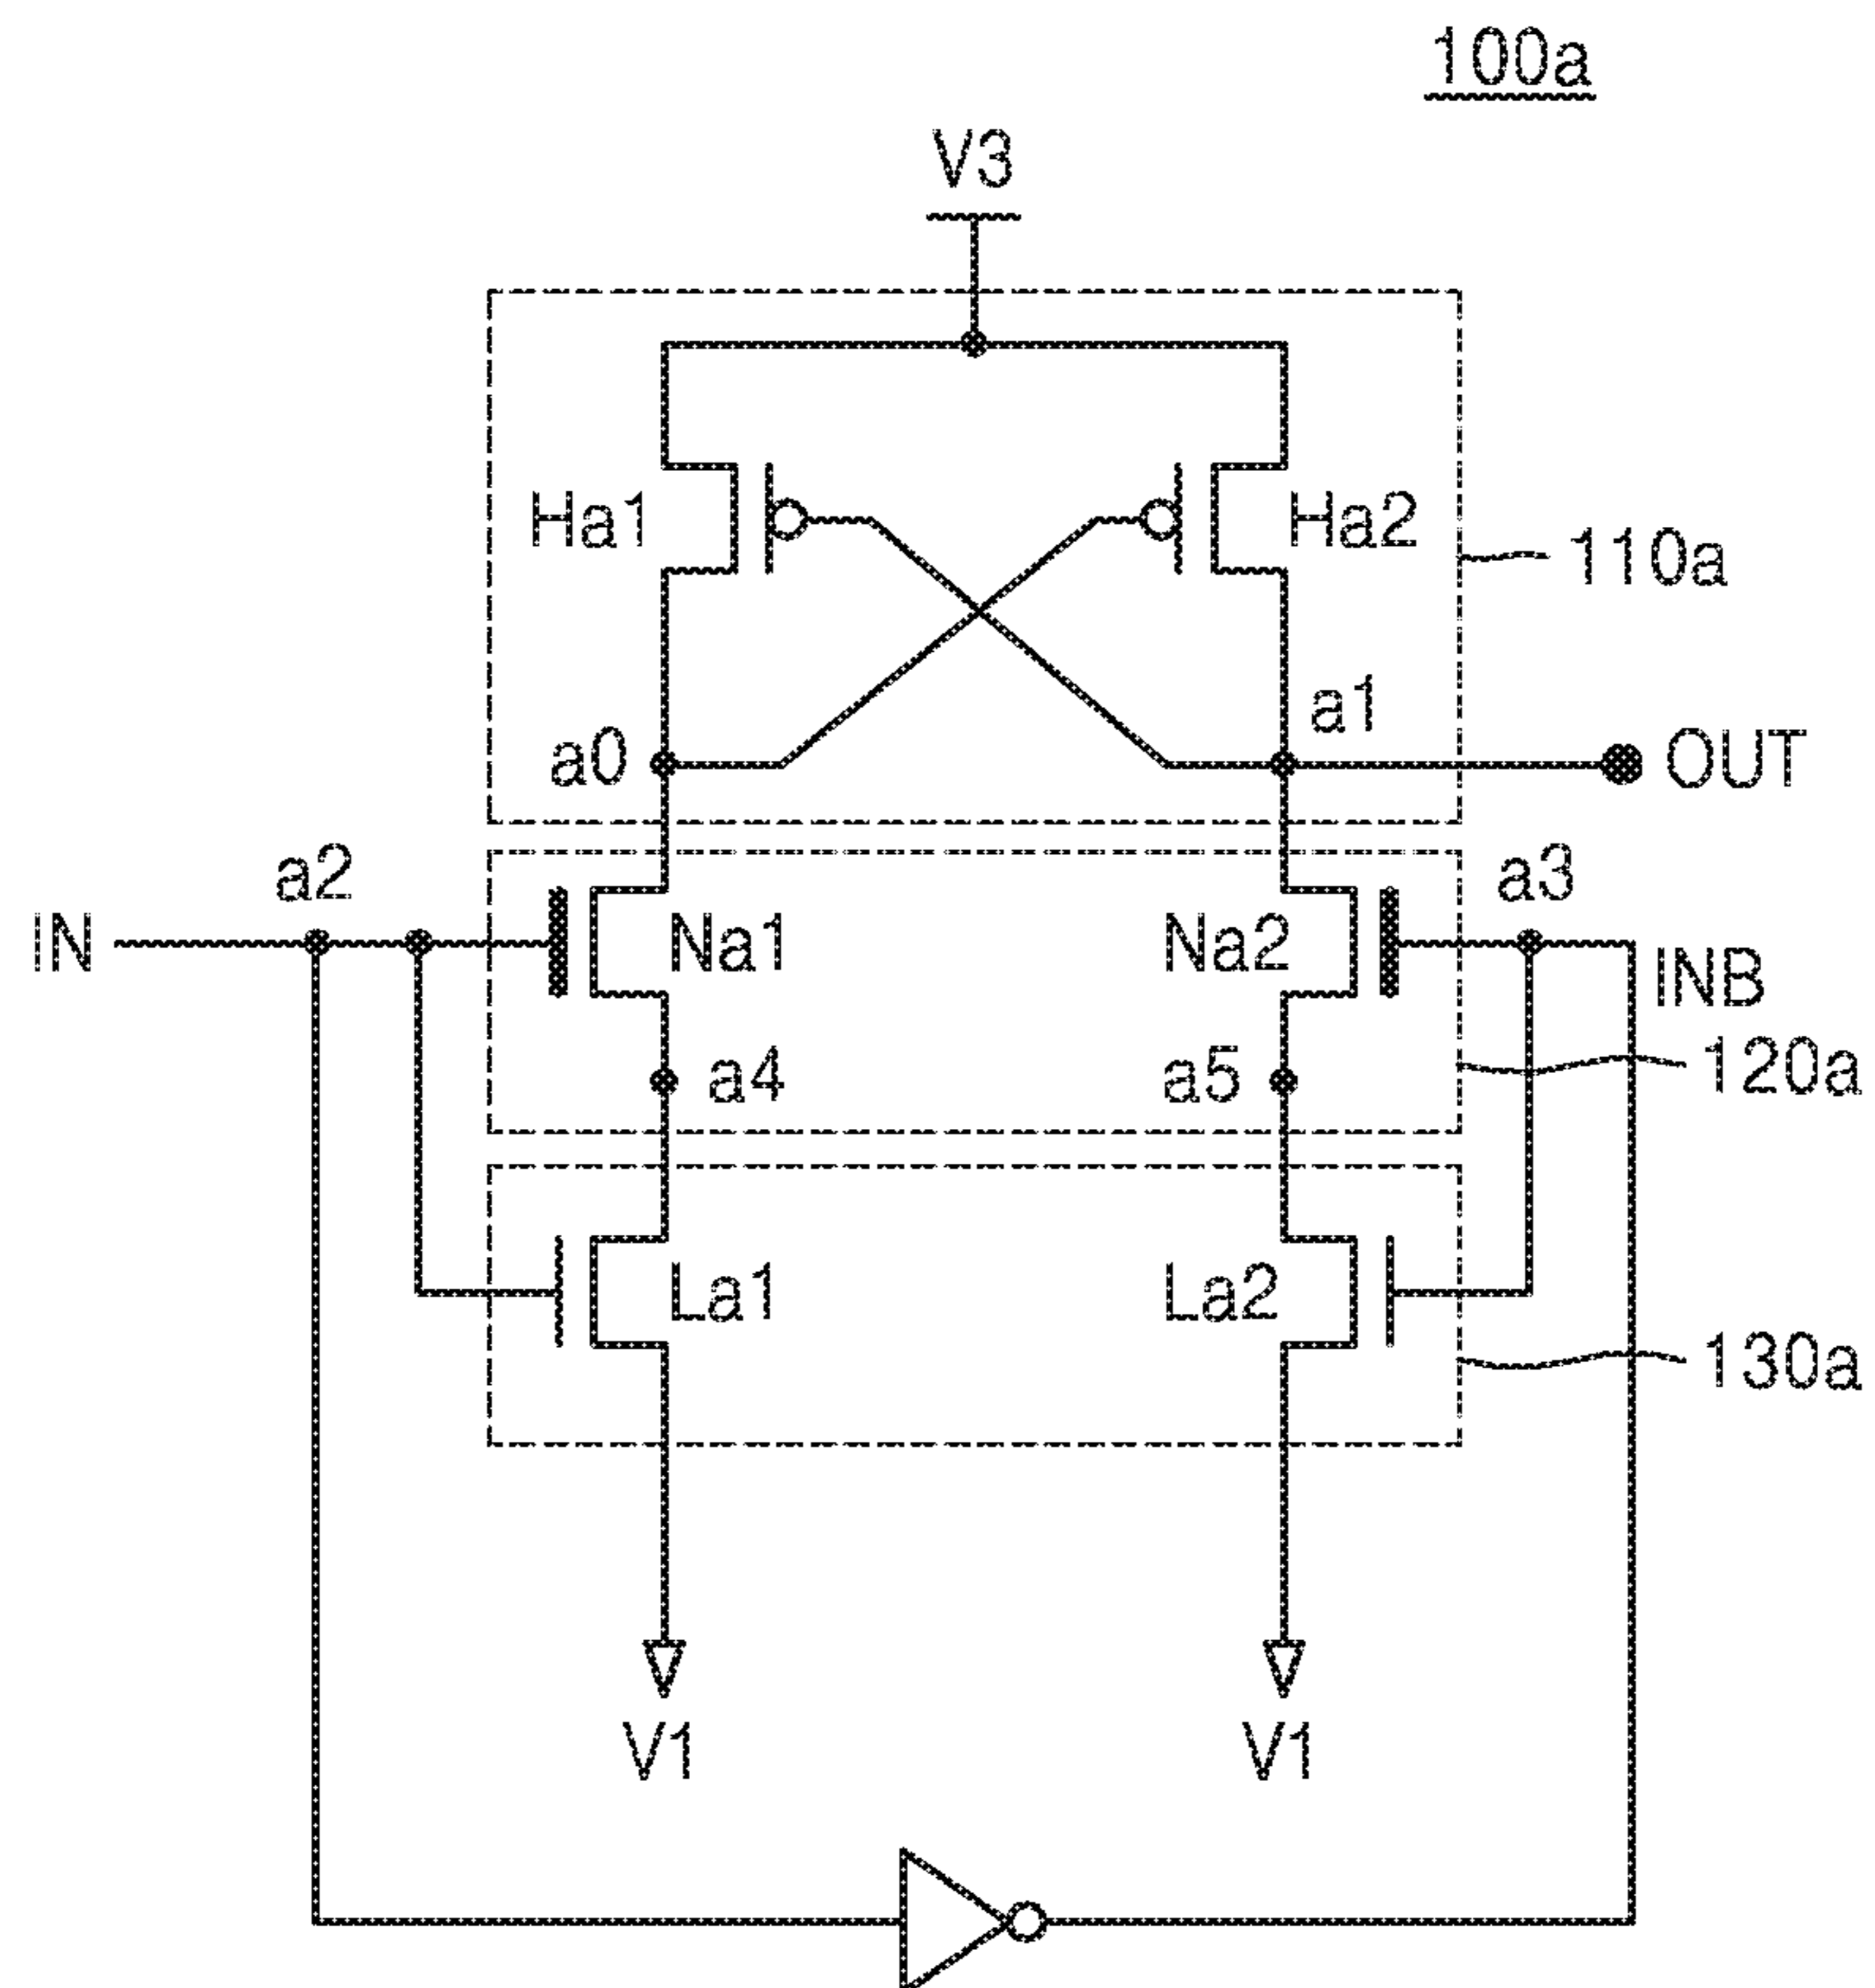 100a
V3
Ha1
Ha2
110a
a1
a0
OUT
a2
a3
IN
Na1
Na2
INB
a4
a5
120a
La1
La2
130a
V1
V1